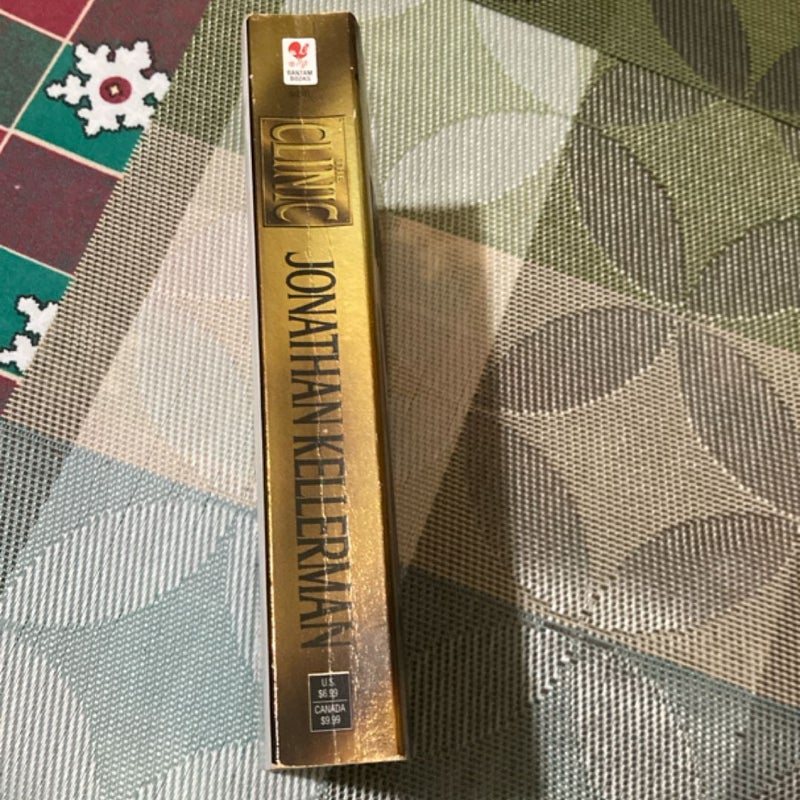 BANTAM
BOOKS
THE
CLINIC
JONATHAN KELLERMAN
U.S.
$6.99
CANADA
$9.99